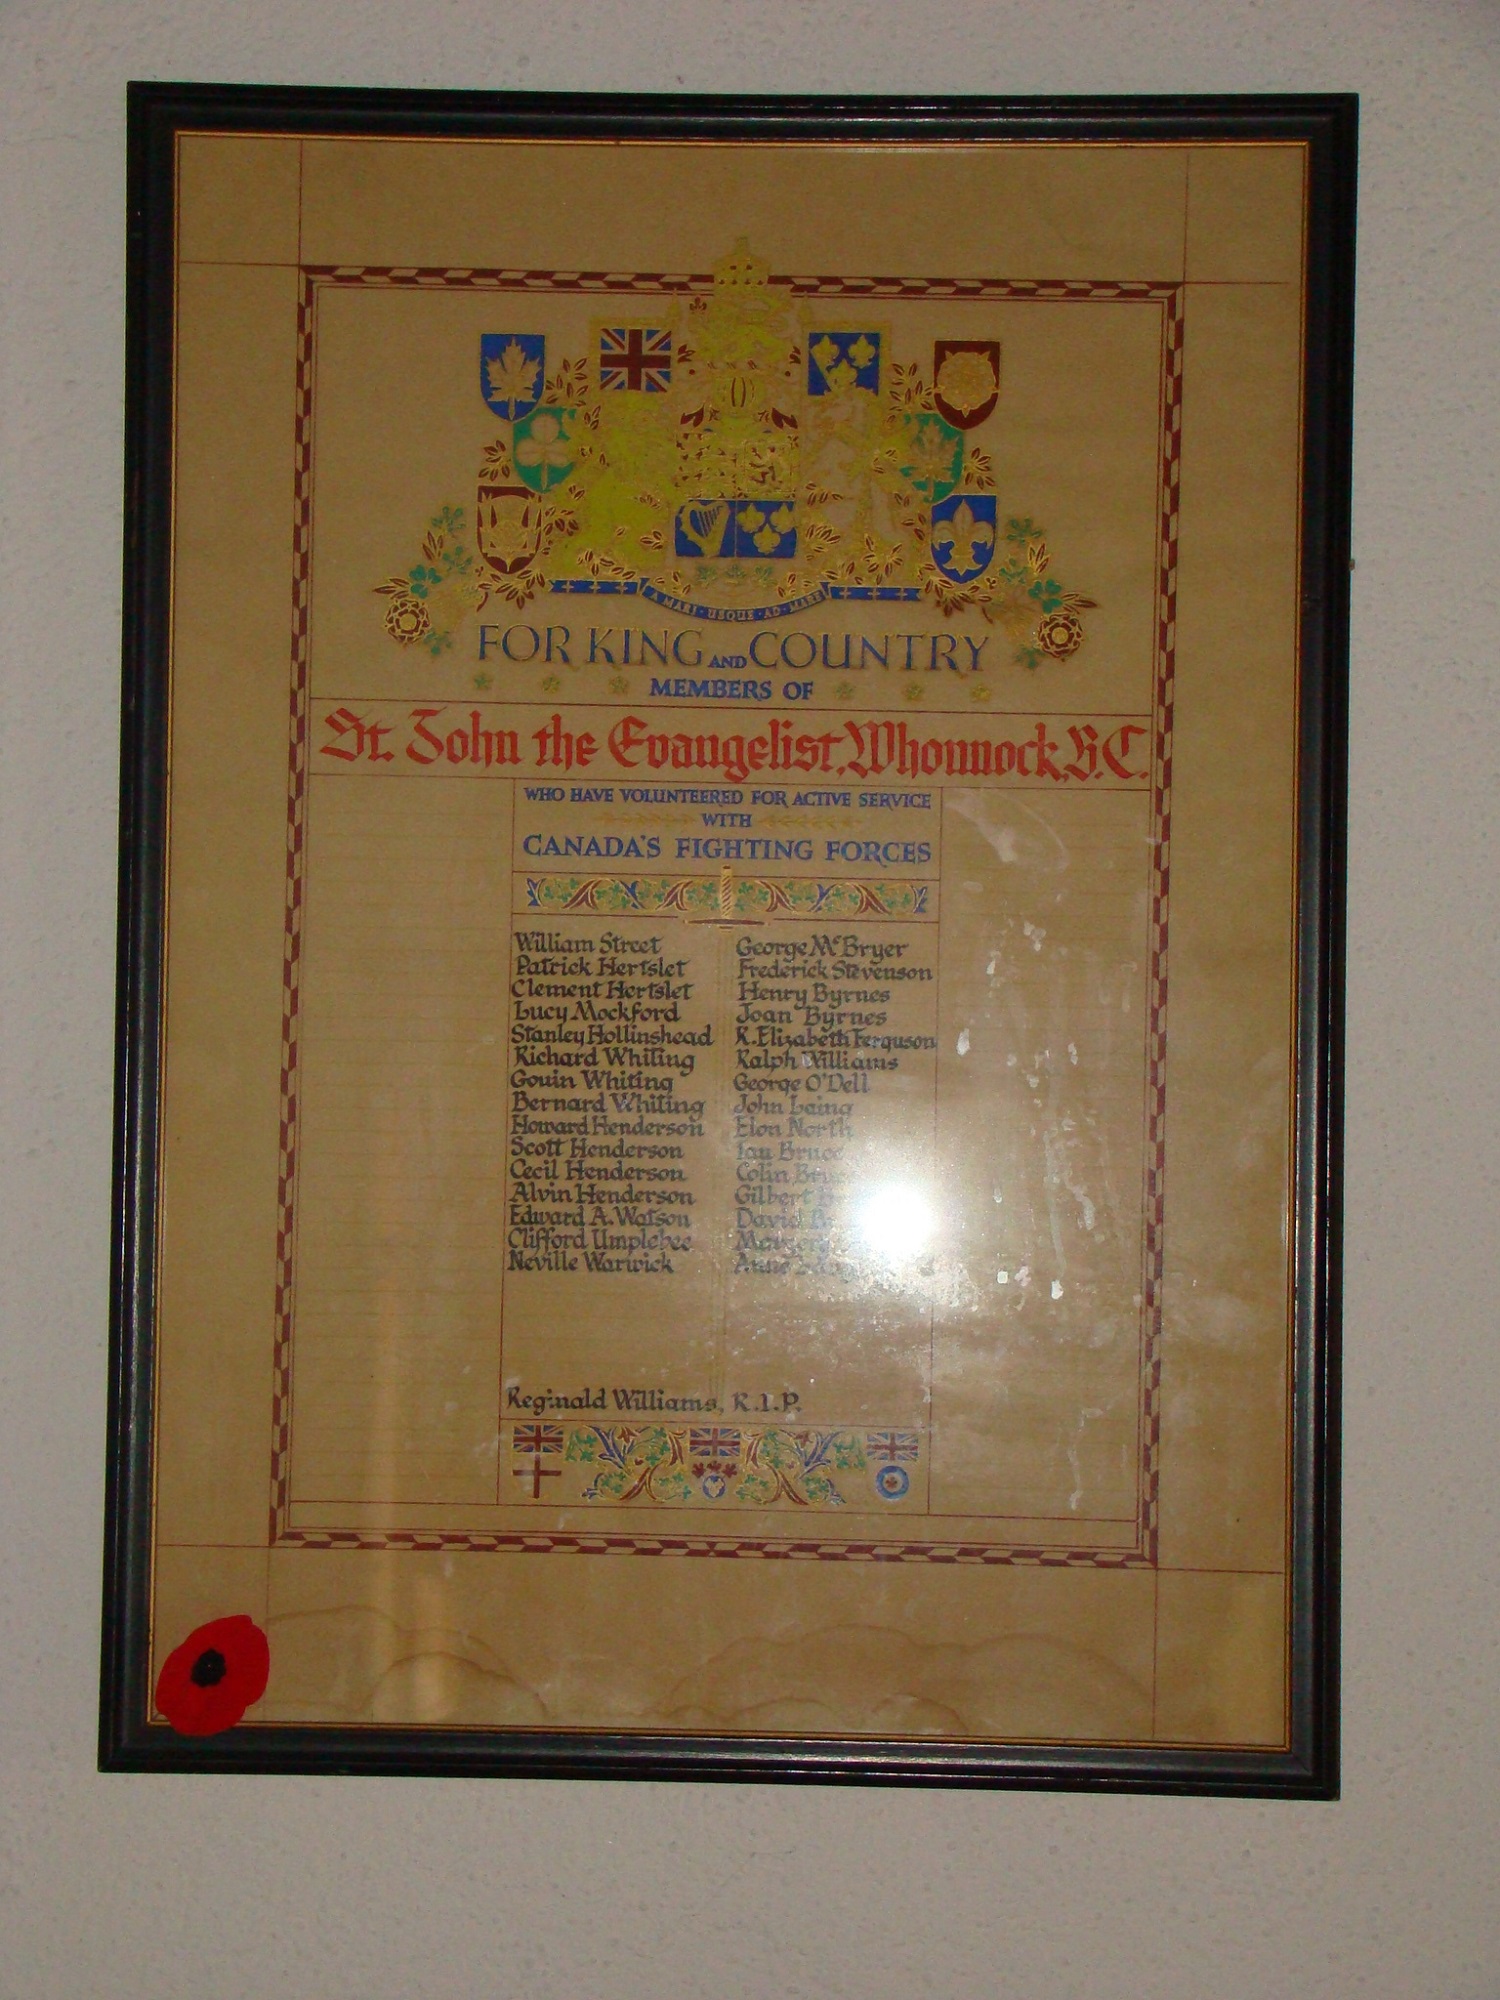 A MARI · USQUE · AD · MARE
FOR KING AND COUNTRY
MEMBERS OF
St. John the Evangelist, Whonnock, B.C.
WHO HAVE VOLUNTEERED FOR ACTIVE SERVICE
WITH
CANADA'S FIGHTING FORCES
William Street
Patrick Hertslet
Clement Hertslet
Lucy Mockford
Stanley Hollinshead
Richard Whiting
Gouin Whiting
Bernard Whiting
Howard Henderson
Scott Henderson
Cecil Henderson
Alvin Henderson
Edward A. Watson
Clifford Umplebee
Neville Warwick
George McBryer
Frederick Stevenson
Henry Byrnes
Joan Byrnes
R. Elizabeth Ferguson
Ralph Williams
George O'Dell
John Laing
Elon North
Ian Bruce
Colin
Gilbert
David
Anne
Reginald Williams, R.I.P.